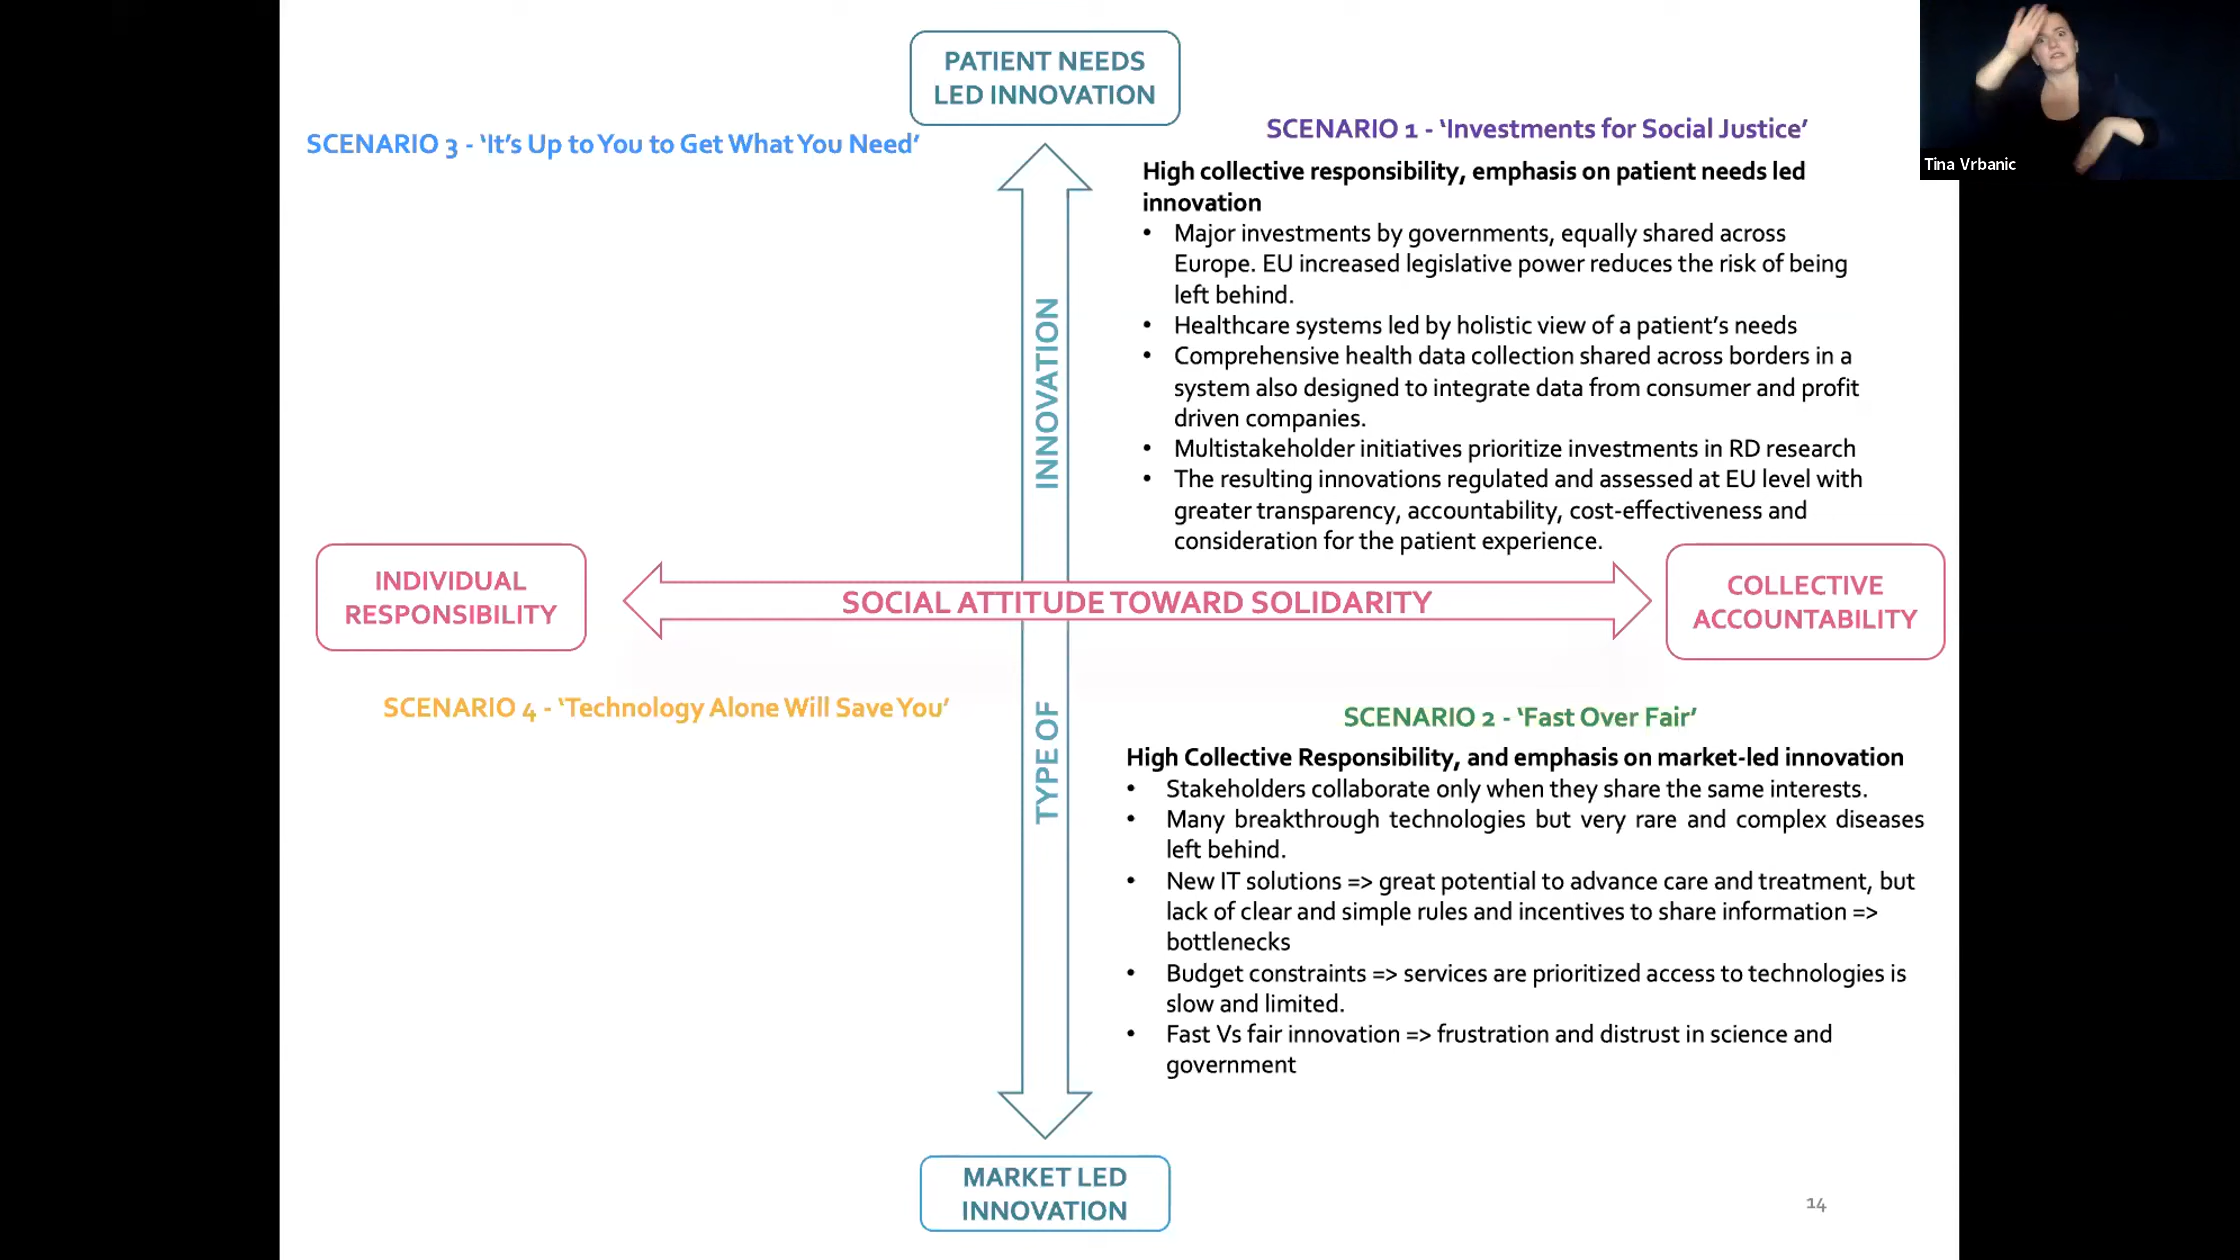 PATIENT NEEDS
LED INNOVATION
SCENARIO 3 - ‘It’s Up to You to Get What You Need’
SCENARIO 1 - ‘Investments for Social Justice’
High collective responsibility, emphasis on patient needs led
innovation
• Major investments by governments, equally shared across
Europe. EU increased legislative power reduces the risk of being
left behind.
• Healthcare systems led by holistic view of a patient’s needs
• Comprehensive health data collection shared across borders in a
system also designed to integrate data from consumer and profit
driven companies.
• Multistakeholder initiatives prioritize investments in RD research
• The resulting innovations regulated and assessed at EU level with
greater transparency, accountability, cost-effectiveness and
consideration for the patient experience.
INDIVIDUAL
RESPONSIBILITY
SOCIAL ATTITUDE TOWARD SOLIDARITY
COLLECTIVE
ACCOUNTABILITY
TYPE OF INNOVATION
SCENARIO 4 - ‘Technology Alone Will Save You’
SCENARIO 2 - ‘Fast Over Fair’
High Collective Responsibility, and emphasis on market-led innovation
• Stakeholders collaborate only when they share the same interests.
• Many breakthrough technologies but very rare and complex diseases
left behind.
• New IT solutions => great potential to advance care and treatment, but
lack of clear and simple rules and incentives to share information =>
bottlenecks
• Budget constraints => services are prioritized access to technologies is
slow and limited.
• Fast Vs fair innovation => frustration and distrust in science and
government
MARKET LED
INNOVATION
14
Tina Vrbanic